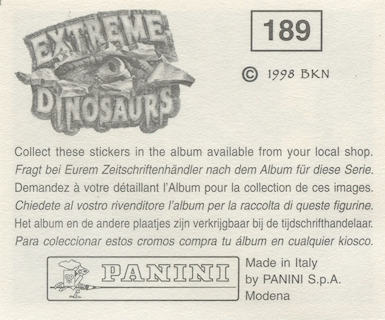 EXTREME
DINOSAURS
189
© 1998 BKN
Collect these stickers in the album available from your local shop.
Fragt bei Eurem Zeitschriftenhändler nach dem Album für diese Serie.
Demandez à votre détaillant l'Album pour la collection de ces images.
Chiedete al vostro rivenditore l'album per la raccolta di queste figurine.
Het album en de andere plaatjes zijn verkrijgbaar bij de tijdschrifthandelaar.
Para coleccionar estos cromos compra tu álbum en cualquier kiosco.
PANINI
Made in Italy
by PANINI S.p.A.
Modena